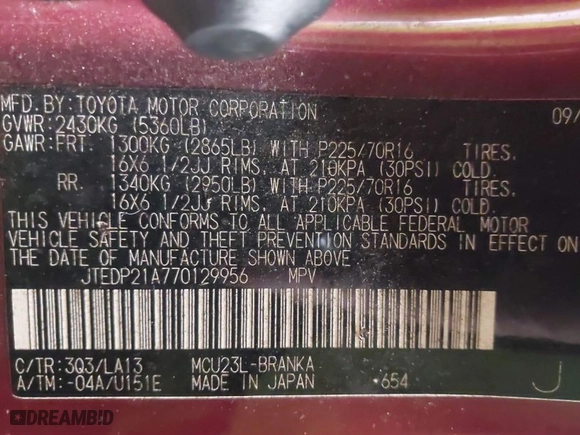 MFD.BY:TOYOTA MOTOR CORPORATION 09/
GVWR:2430KG (5360LB)
GAWR:FRT. 1300KG (2865LB) WITH P225/70R16 TIRES.
16X6 1/2JJ RIMS, AT 210KPA (30PSI) COLD.
RR. 1340KG (2950LB) WITH P225/70R16 TIRES.
16X6 1/2JJ RIMS, AT 210KPA (30PSI) COLD.
THIS VEHICLE CONFORMS TO ALL APPLICABLE FEDERAL MOTOR
VEHICLE SAFETY AND THEFT PREVENTION STANDARDS IN EFFECT ON
THE DATE OF MANUFACTURE SHOWN ABOVE.
JTEDP21A770129956 MPV
C/TR:3Q3/LA13 MCU23L-BRANKA
A/TM:-04A/U151E MADE IN JAPAN 654 J
© DREAMBID